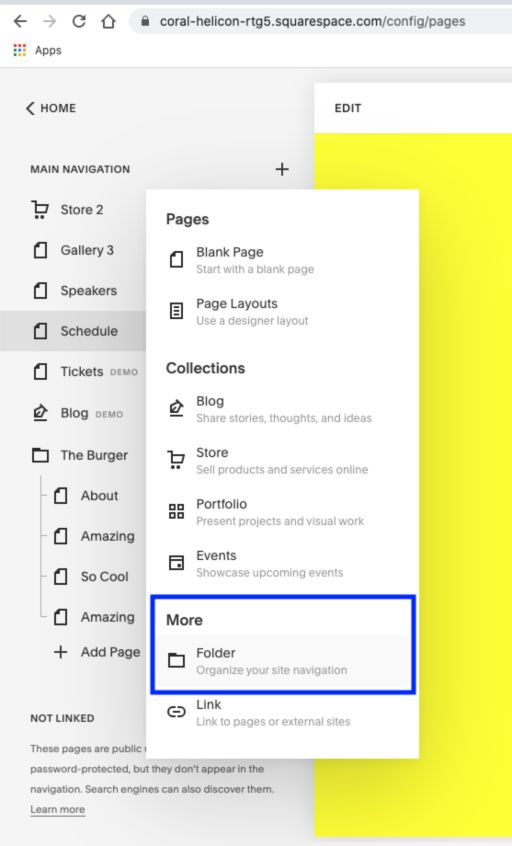 coral-helicon-rtg5.squarespace.com/config/pages
Apps
HOME
EDIT
MAIN NAVIGATION
Store 2
Gallery 3
Speakers
Schedule
Tickets DEMO
Blog DEMO
The Burger
About
Amazing
So Cool
Amazing
Add Page
Pages
Blank Page
Start with a blank page
Page Layouts
Use a designer layout
Collections
Blog
Share stories, thoughts, and ideas
Store
Sell products and services online
Portfolio
Present projects and visual work
Events
Showcase upcoming events
More
Folder
Organize your site navigation
Link
Link to pages or external sites
NOT LINKED
These pages are public
password-protected, but they don't appear in the
navigation. Search engines can also discover them.
Learn more